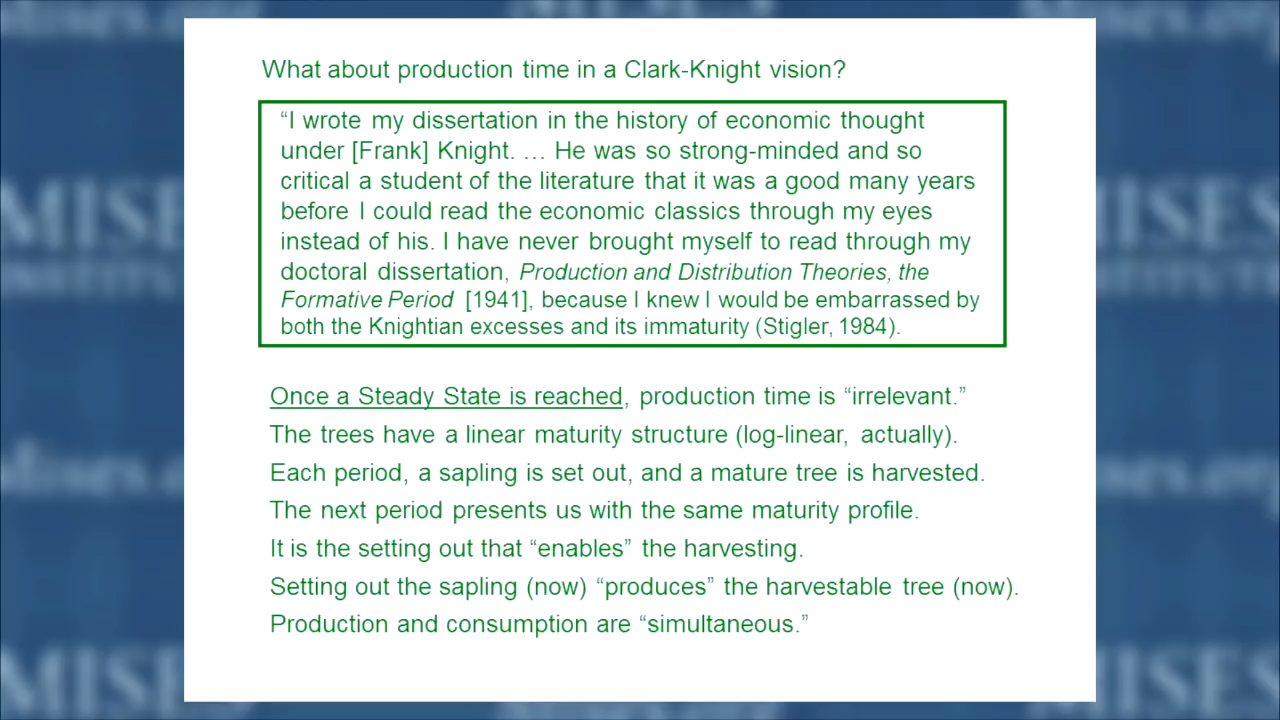 What about production time in a Clark-Knight vision?
“I wrote my dissertation in the history of economic thought
under [Frank] Knight. … He was so strong-minded and so
critical a student of the literature that it was a good many years
before I could read the economic classics through my eyes
instead of his. I have never brought myself to read through my
doctoral dissertation, Production and Distribution Theories, the
Formative Period [1941], because I knew I would be embarrassed by
both the Knightian excesses and its immaturity (Stigler, 1984).
Once a Steady State is reached, production time is “irrelevant.”
The trees have a linear maturity structure (log-linear, actually).
Each period, a sapling is set out, and a mature tree is harvested.
The next period presents us with the same maturity profile.
It is the setting out that “enables” the harvesting.
Setting out the sapling (now) “produces” the harvestable tree (now).
Production and consumption are “simultaneous.”